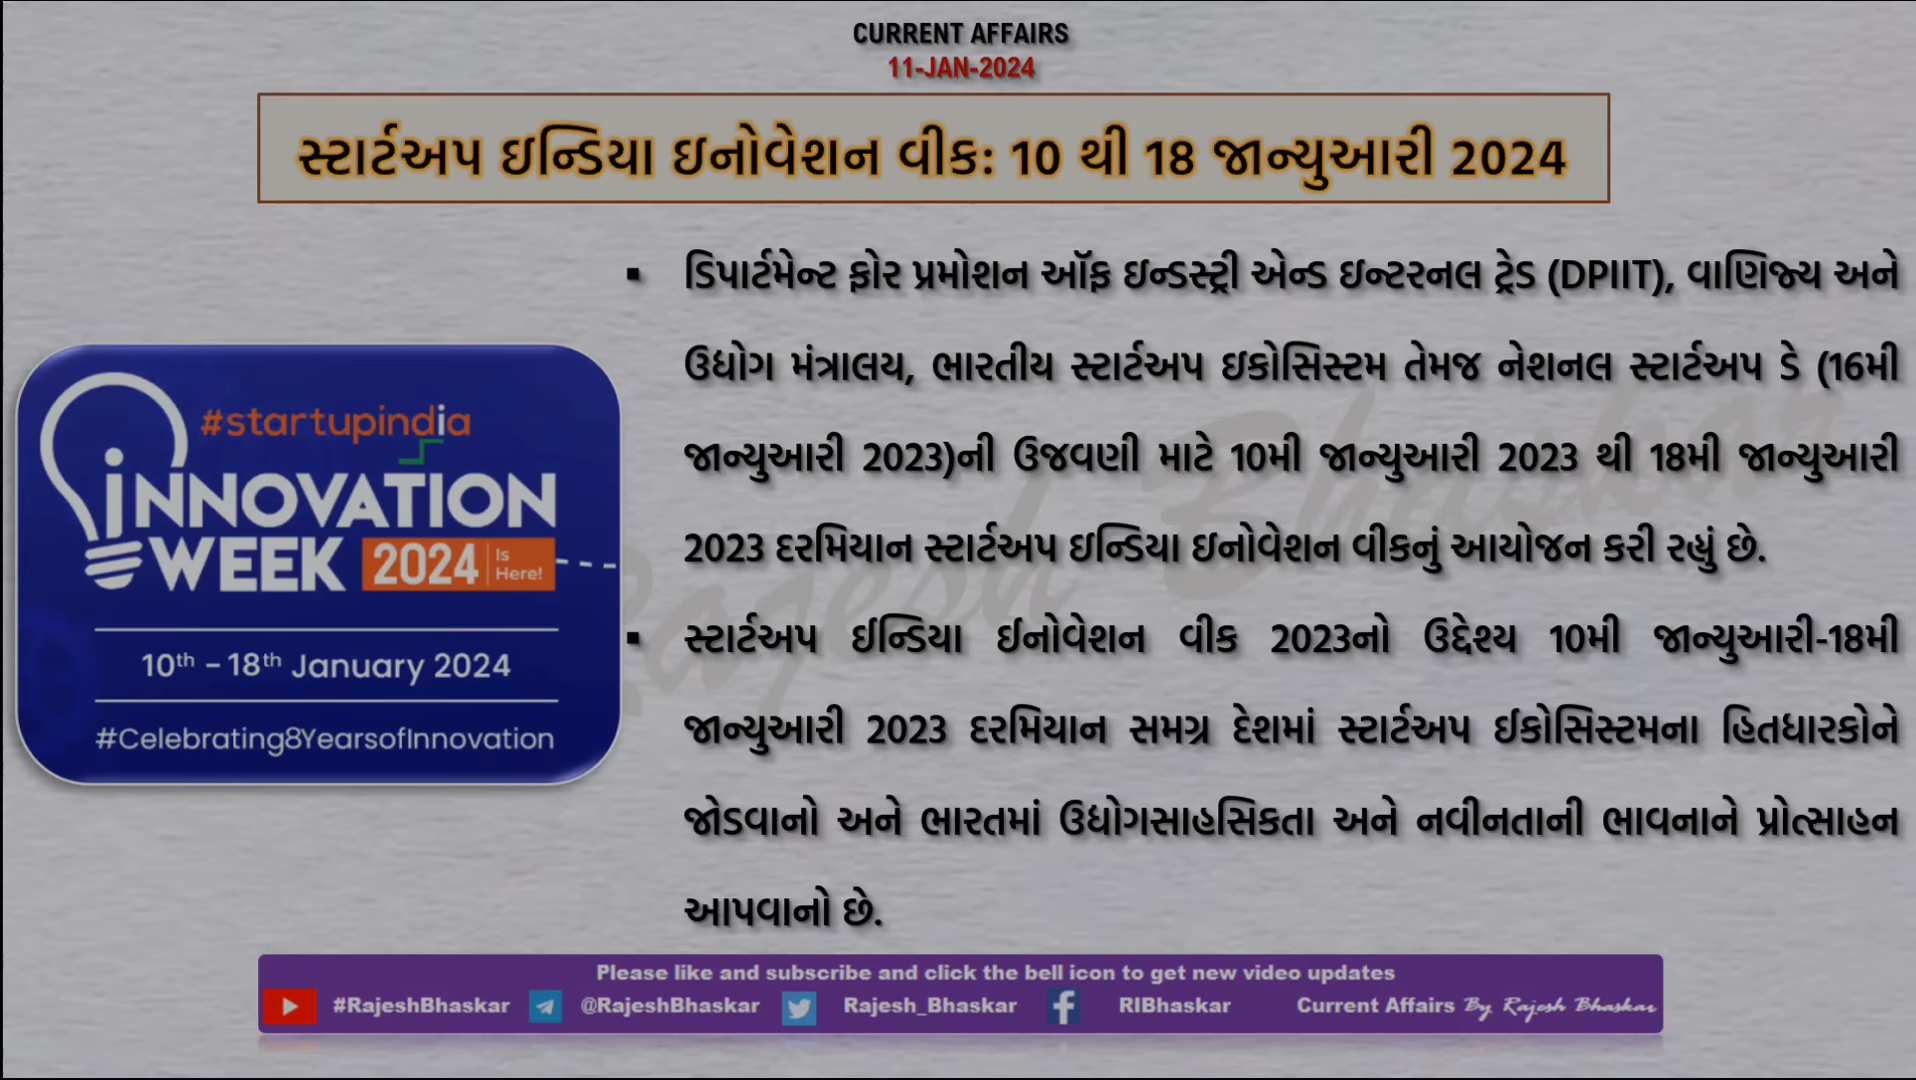 CURRENT AFFAIRS
11-JAN-2024
સ્ટાર્ટઅપ ઇન્ડિયા ઇનોવેશન વીક: 10 થી 18 જાન્યુઆરી 2024
▪ ડિપાર્ટમેન્ટ ફોર પ્રમોશન ઑફ ઇન્ડસ્ટ્રી એન્ડ ઇન્ટરનલ ટ્રેડ (DPIIT), વાણિજ્ય અને
ઉદ્યોગ મંત્રાલય, ભારતીય સ્ટાર્ટઅપ ઇકોસિસ્ટમ તેમજ નેશનલ સ્ટાર્ટઅપ ડે (16મી
જાન્યુઆરી 2023)ની ઉજવણી માટે 10મી જાન્યુઆરી 2023 થી 18મી જાન્યુઆરી
2023 દરમિયાન સ્ટાર્ટઅપ ઇન્ડિયા ઇનોવેશન વીકનું આયોજન કરી રહ્યું છે.
▪ સ્ટાર્ટઅપ ઈન્ડિયા ઈનોવેશન વીક 2023નો ઉદ્દેશ્ય 10મી જાન્યુઆરી-18મી
જાન્યુઆરી 2023 દરમિયાન સમગ્ર દેશમાં સ્ટાર્ટઅપ ઈકોસિસ્ટમના હિતધારકોને
જોડવાનો અને ભારતમાં ઉદ્યોગસાહસિકતા અને નવીનતાની ભાવનાને પ્રોત્સાહન
આપવાનો છે.
#startupindia
iNNOVATION
WEEK 2024 Is Here!
10th – 18th January 2024
#Celebrating8YearsofInnovation
Rajesh Bhaskar
Please like and subscribe and click the bell icon to get new video updates
#RajeshBhaskar @RajeshBhaskar Rajesh_Bhaskar RIBhaskar Current Affairs By Rajesh Bhaskar